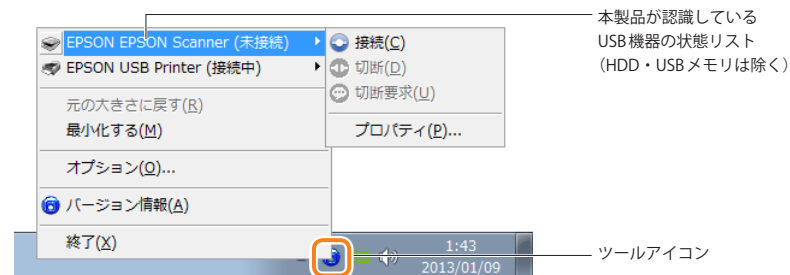 本製品が認識している
USB機器の状態リスト
（HDD・USBメモリは除く）
EPSON EPSON Scanner (未接続)
EPSON USB Printer (接続中)
元の大きさに戻す(R)
最小化する(M)
オプション(O)...
バージョン情報(A)
終了(X)
接続(C)
切断(D)
切断要求(U)
プロパティ(P)...
1:43
2013/01/09
ツールアイコン